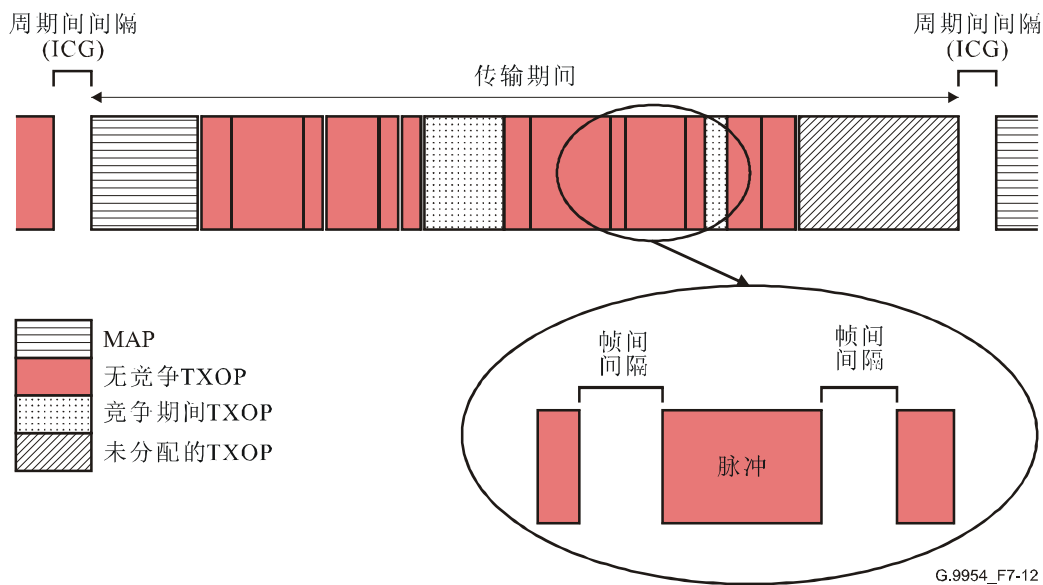 周期间间隔
(ICG)
周期间间隔
(ICG)
传输期间
MAP
无竞争TXOP
竞争期间TXOP
未分配的TXOP
帧间
间隔
帧间
间隔
脉冲
G.9954_F7-12